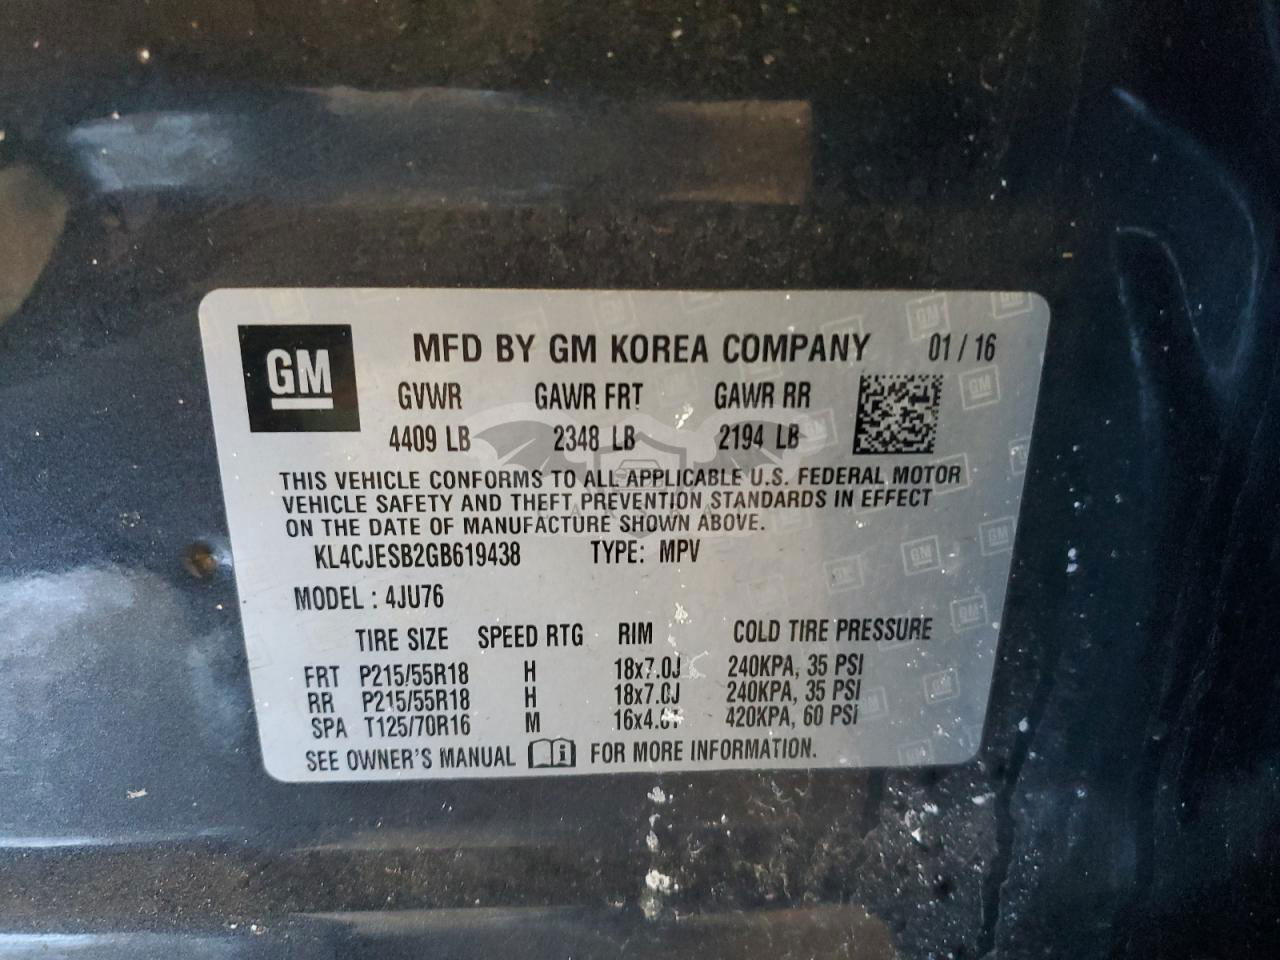 GM
MFD BY GM KOREA COMPANY 01 / 16
GVWR GAWR FRT GAWR RR
4409 LB 2348 LB 2194 LB
THIS VEHICLE CONFORMS TO ALL APPLICABLE U.S. FEDERAL MOTOR
VEHICLE SAFETY AND THEFT PREVENTION STANDARDS IN EFFECT
ON THE DATE OF MANUFACTURE SHOWN ABOVE.
KL4CJESB2GB619438 TYPE: MPV
MODEL : 4JU76
TIRE SIZE SPEED RTG RIM COLD TIRE PRESSURE
FRT P215/55R18 H 18x7.0J 240KPA, 35 PSI
RR P215/55R18 H 18x7.0J 240KPA, 35 PSI
SPA T125/70R16 M 420KPA, 60 PSI
SEE OWNER'S MANUAL FOR MORE INFORMATION.